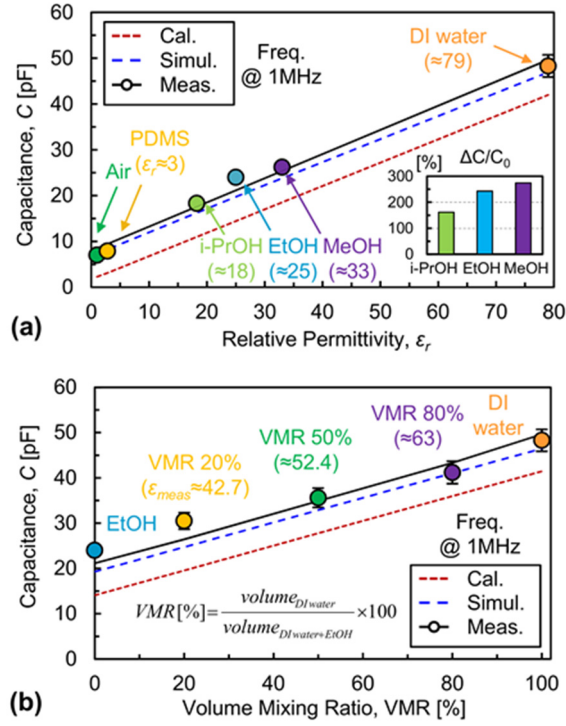 60
50
40
30
20
10
0
Capacitance, C [pF]
Cal.
Simul.
Meas.
Freq.
@ 1MHz
DI water
(≈79)
PDMS
(εr≈3)
Air
i-PrOH
(≈18)
EtOH
(≈25)
MeOH
(≈33)
[%]
ΔC/C0
300
200
100
0
i-PrOH EtOH MeOH
0 10 20 30 40 50 60 70 80
Relative Permittivity, εr
(a)
60
50
40
30
20
10
0
Capacitance, C [pF]
EtOH
VMR 20%
(εmeas≈42.7)
VMR 50%
(≈52.4)
VMR 80%
(≈63)
DI
water
Freq.
@ 1MHz
VMR[%] = volumeDIwater / volumeDIwater+EtOH ×100
Cal.
Simul.
Meas.
0 20 40 60 80 100
Volume Mixing Ratio, VMR [%]
(b)